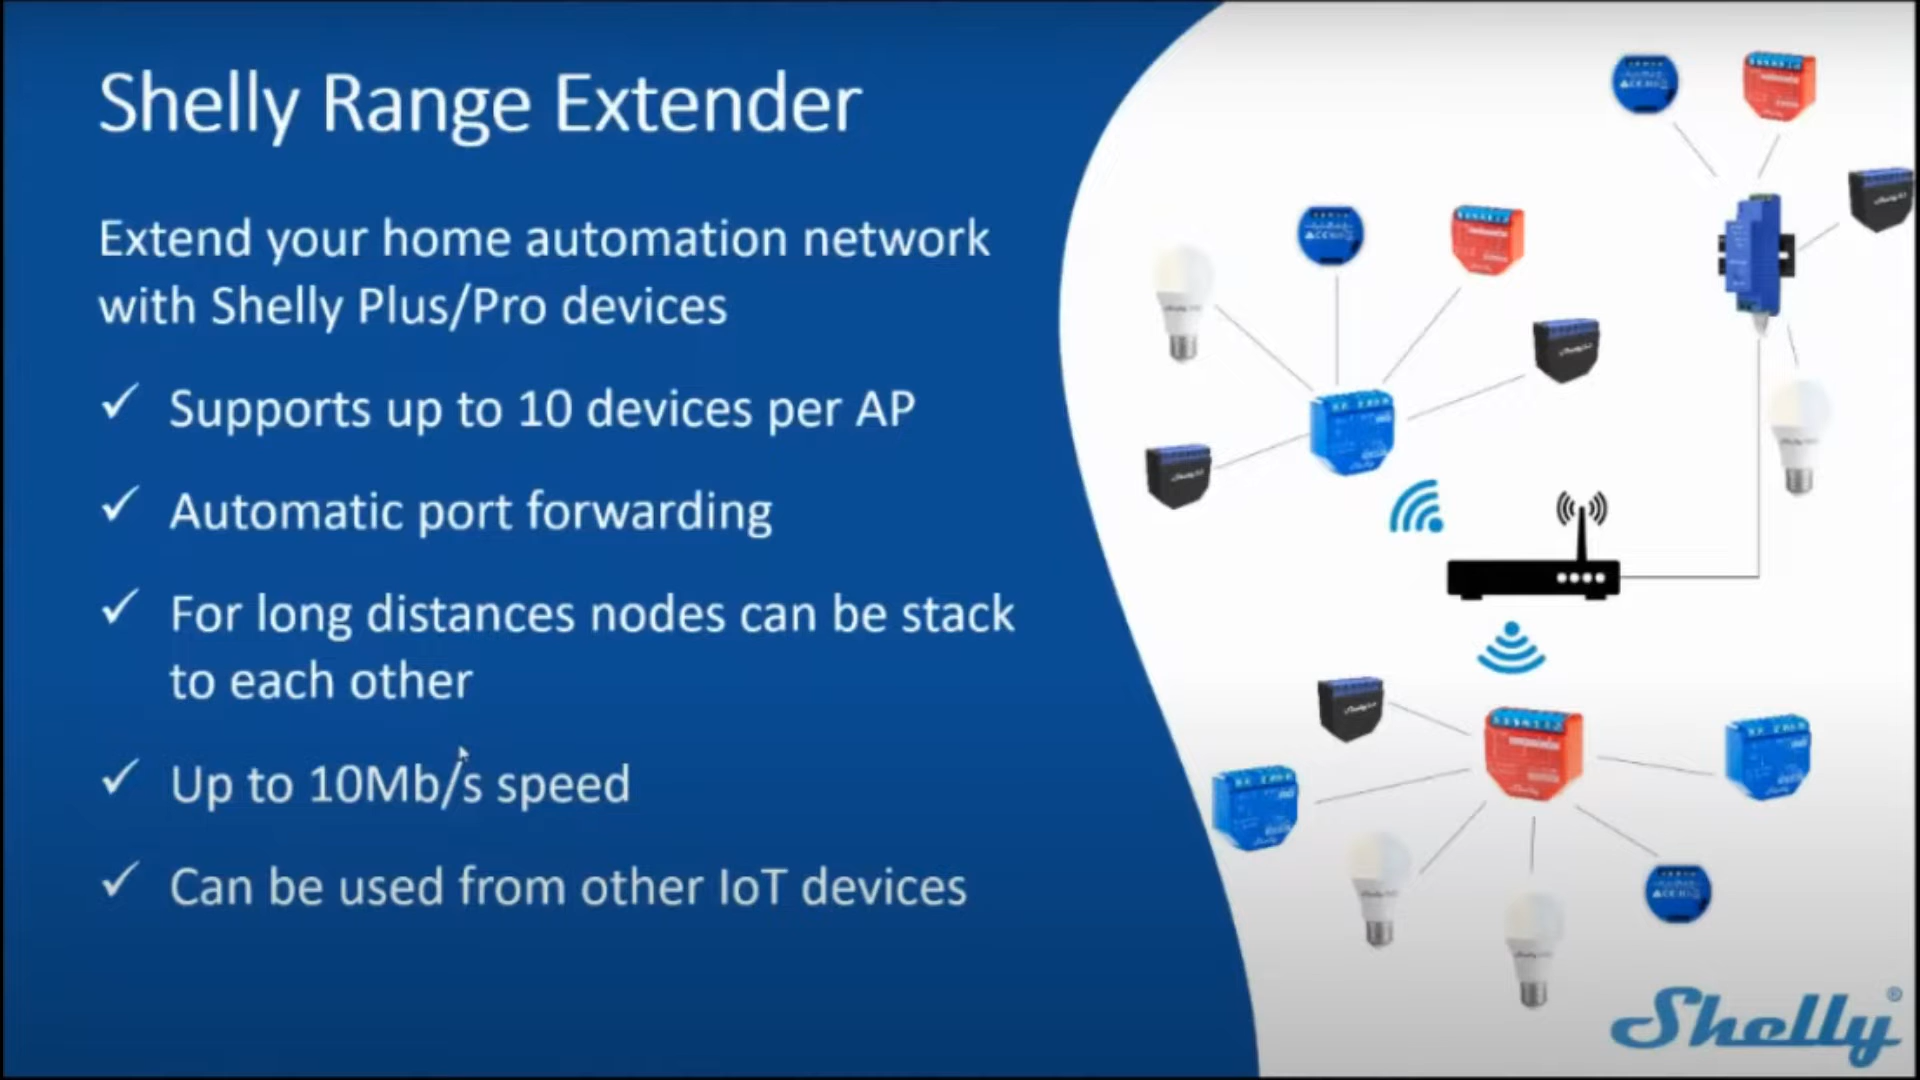 Shelly Range Extender
Extend your home automation network
with Shelly Plus/Pro devices
✓ Supports up to 10 devices per AP
✓ Automatic port forwarding
✓ For long distances nodes can be stack
to each other
✓ Up to 10Mb/s speed
✓ Can be used from other IoT devices
Shelly®